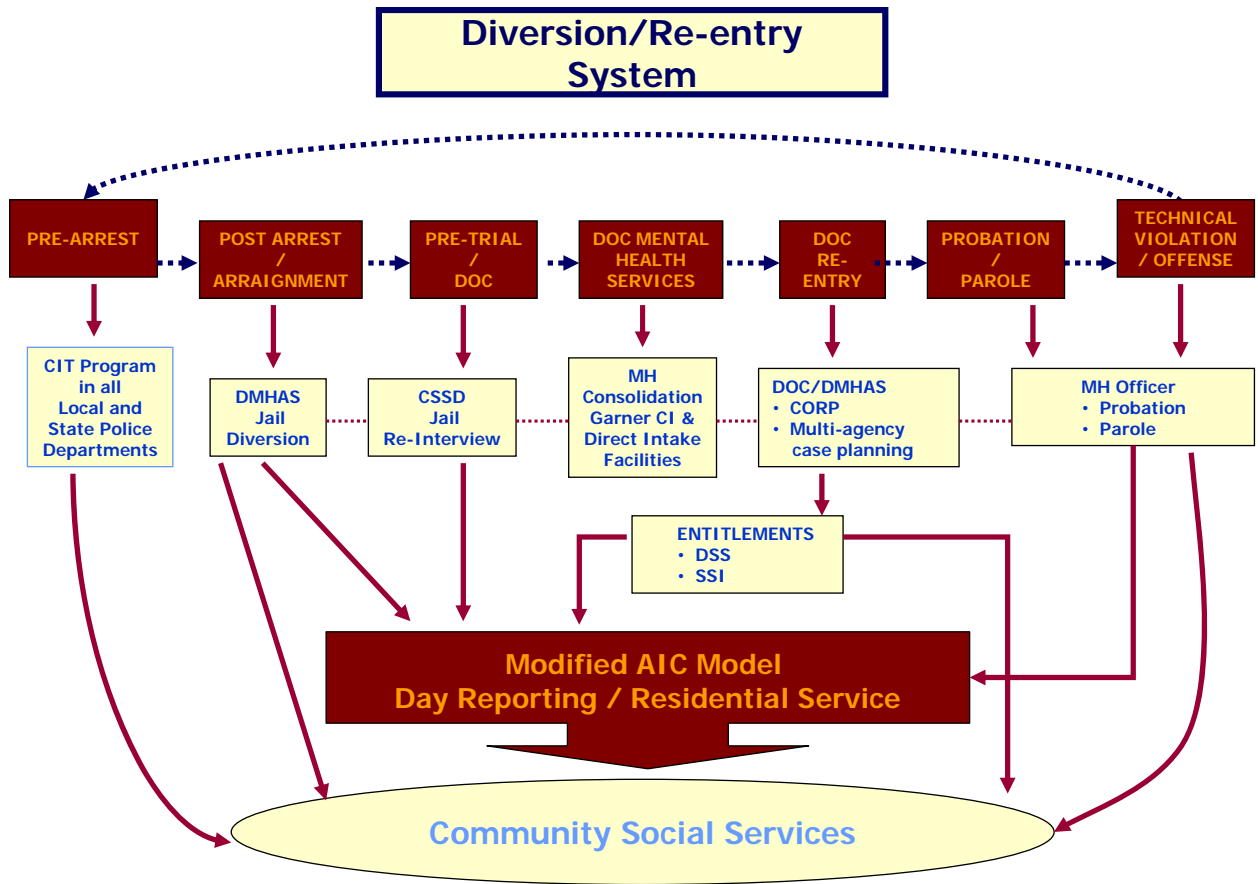 Diversion/Re-entry
System
PRE-ARREST
POST ARREST
/
ARRAIGNMENT
PRE-TRIAL
/
DOC
DOC MENTAL
HEALTH
SERVICES
DOC
RE-
ENTRY
PROBATION
/
PAROLE
TECHNICAL
VIOLATION
/ OFFENSE
CIT Program
in all
Local and
State Police
Departments
DMHAS
Jail
Diversion
CSSD
Jail
Re-Interview
MH
Consolidation
Garner CI &
Direct Intake
Facilities
DOC/DMHAS
• CORP
• Multi-agency
case planning
MH Officer
• Probation
• Parole
ENTITLEMENTS
• DSS
• SSI
Modified AIC Model
Day Reporting / Residential Service
Community Social Services